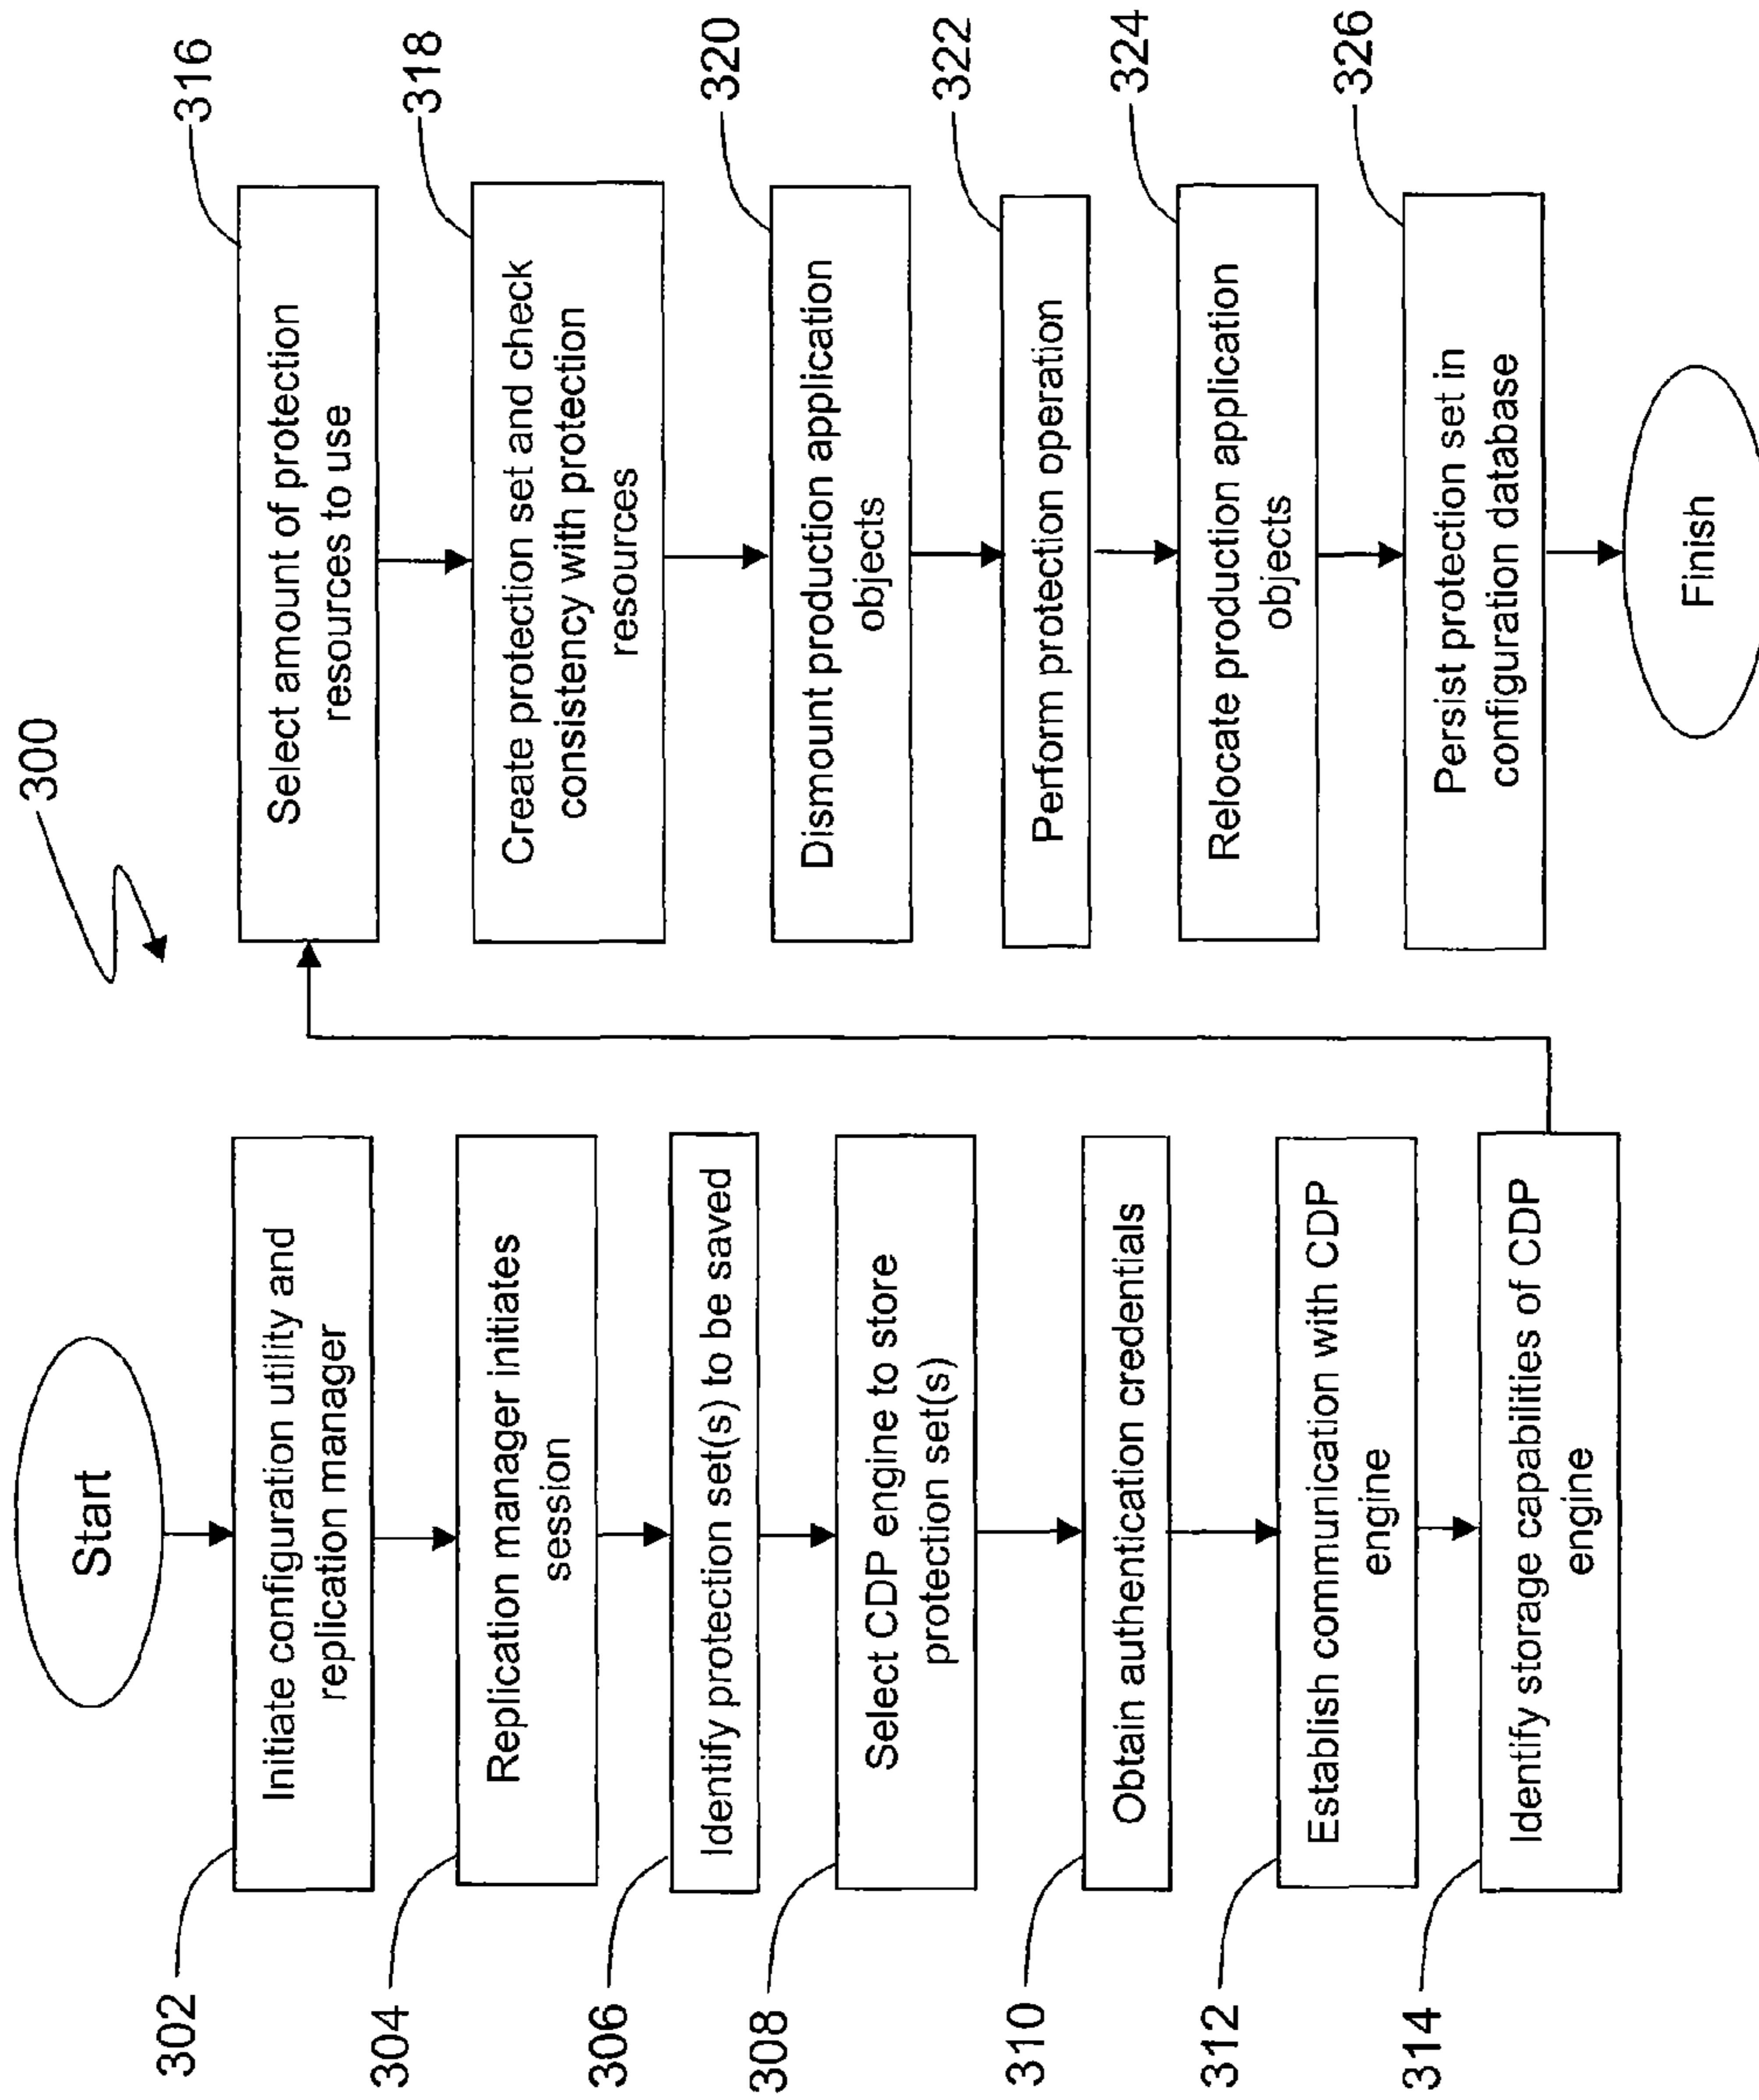 300
Start
302
Initiate configuration utility and
replication manager
304
Replication manager initiates
session
306
Identify protection set(s) to be saved
308
Select CDP engine to store
protection set(s)
310
Obtain authentication credentials
312
Establish communication with CDP
engine
314
Identify storage capabilities of CDP
engine
316
Select amount of protection
resources to use
318
Create protection set and check
consistency with protection
resources
320
Dismount production application
objects
322
Perform protection operation
324
Relocate production application
objects
326
Persist protection set in
configuration database
Finish